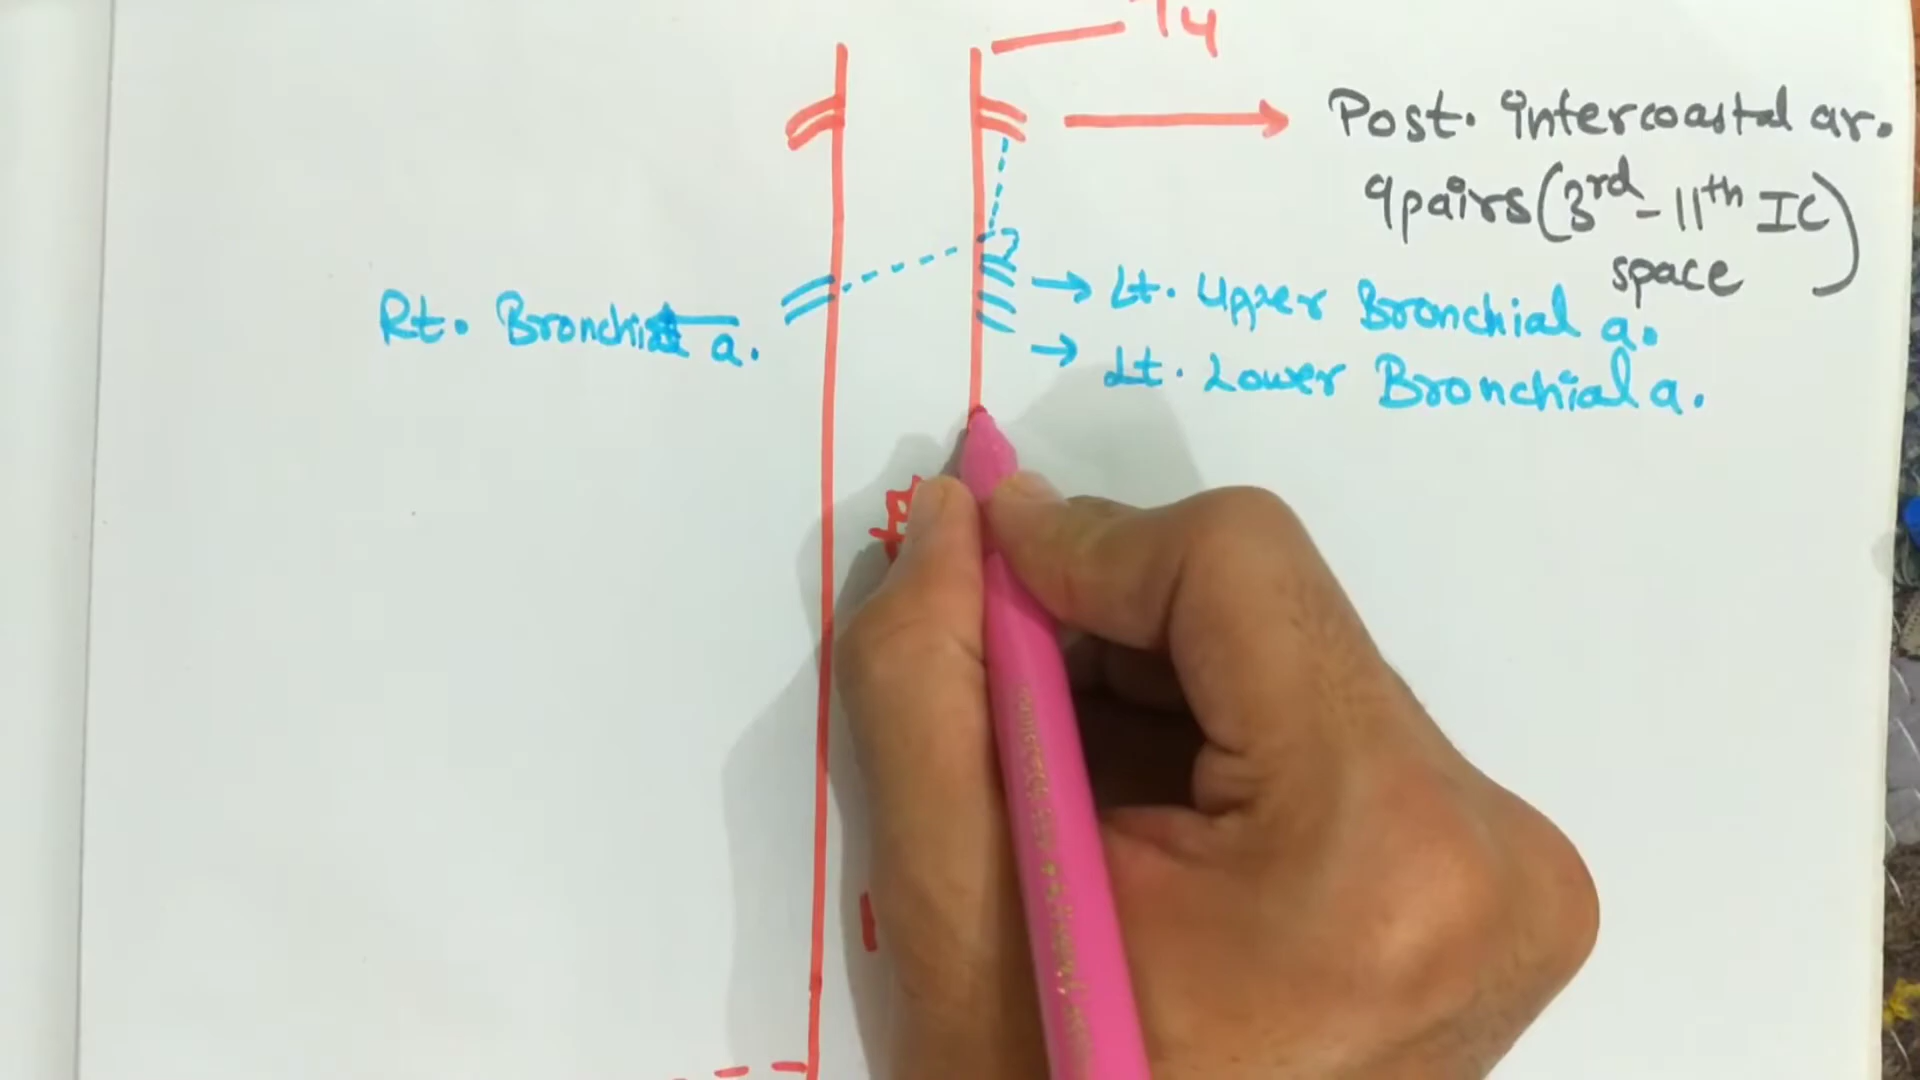 T4
Post. intercoastal ar.
9pairs (3rd - 11th IC)
space
Lt. Upper Bronchial a.
Rt. Bronchial a.
Lt. Lower Bronchial a.